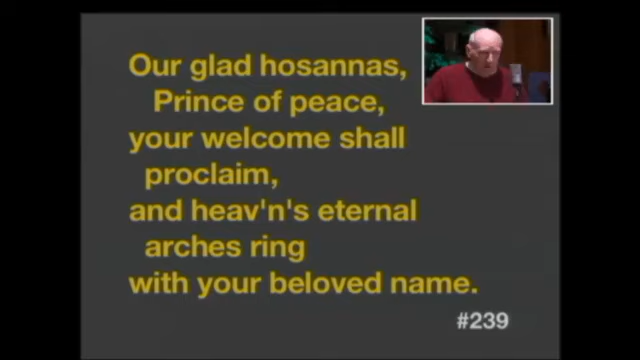 Our glad hosannas,
Prince of peace,
your welcome shall
proclaim,
and heav'n's eternal
arches ring
with your beloved name.
#239